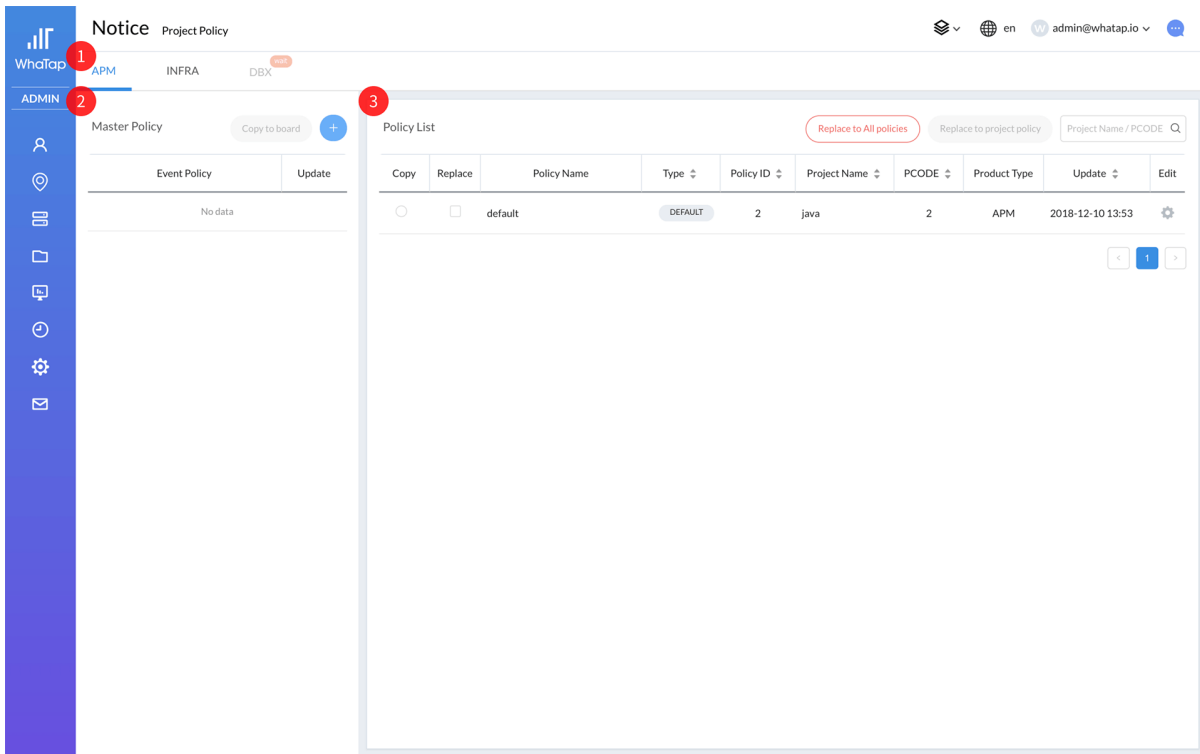 Notice Project Policy
en W admin@whatap.io
WhaTap
1
APM INFRA DBX wait
ADMIN
2
3
Master Policy Copy to board +
Policy List Replace to All policies Replace to project policy Project Name / PCODE
Event Policy Update
Copy Replace Policy Name Type Policy ID Project Name PCODE Product Type Update Edit
No data
default DEFAULT 2 java 2 APM 2018-12-10 13:53
< 1 >